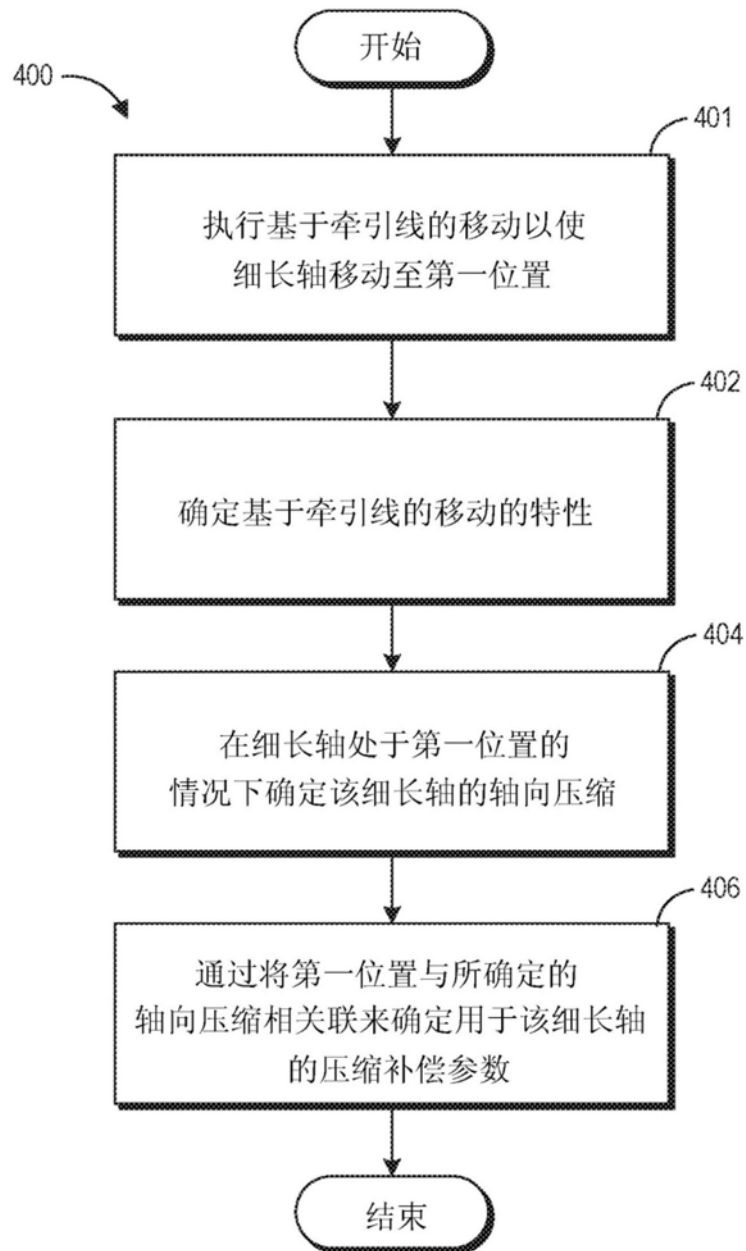 开始
400
401
执行基于牵引线的移动以使
细长轴移动至第一位置
402
确定基于牵引线的移动的特性
404
在细长轴处于第一位置的
情况下确定该细长轴的轴向压缩
406
通过将第一位置与所确定的
轴向压缩相关联来确定用于该细长轴
的压缩补偿参数
结束